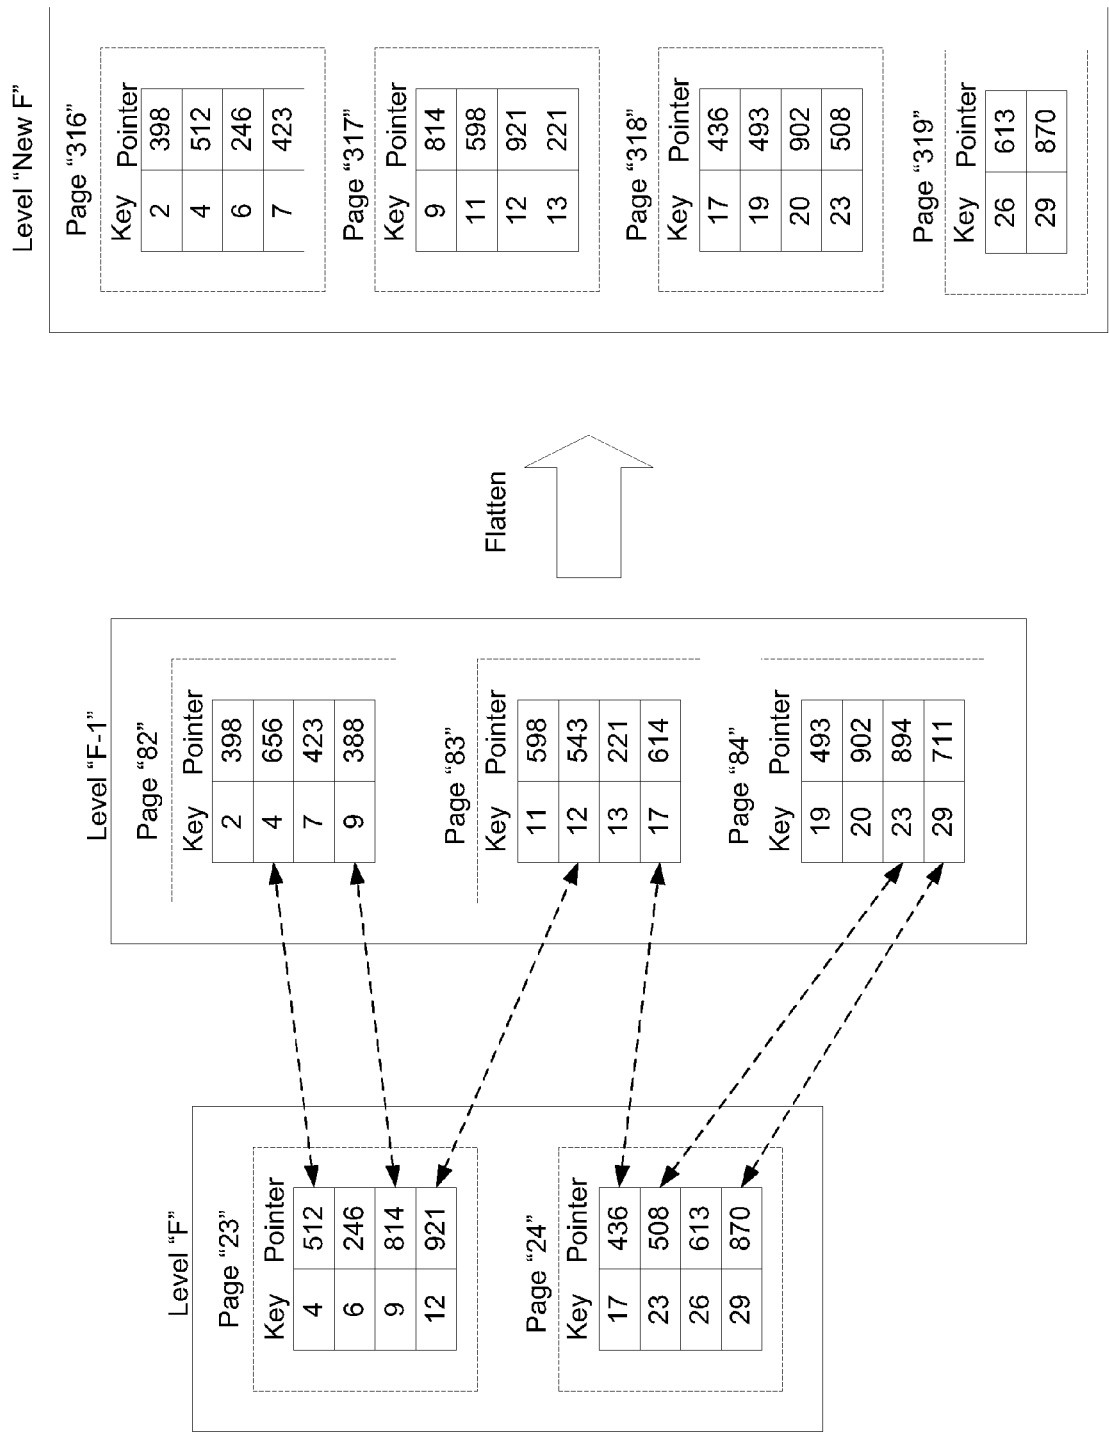 Level “F”
Page “23”
Key Pointer
4 512
6 246
9 814
12 921
Page “24”
Key Pointer
17 436
23 508
26 613
29 870
Level “F-1”
Page “82”
Key Pointer
2 398
4 656
7 423
9 388
Page “83”
Key Pointer
11 598
12 543
13 221
17 614
Page “84”
Key Pointer
19 493
20 902
23 894
29 711
Flatten
Level “New F”
Page “316”
Key Pointer
2 398
4 512
6 246
7 423
Page “317”
Key Pointer
9 814
11 598
12 921
13 221
Page “318”
Key Pointer
17 436
19 493
20 902
23 508
Page “319”
Key Pointer
26 613
29 870